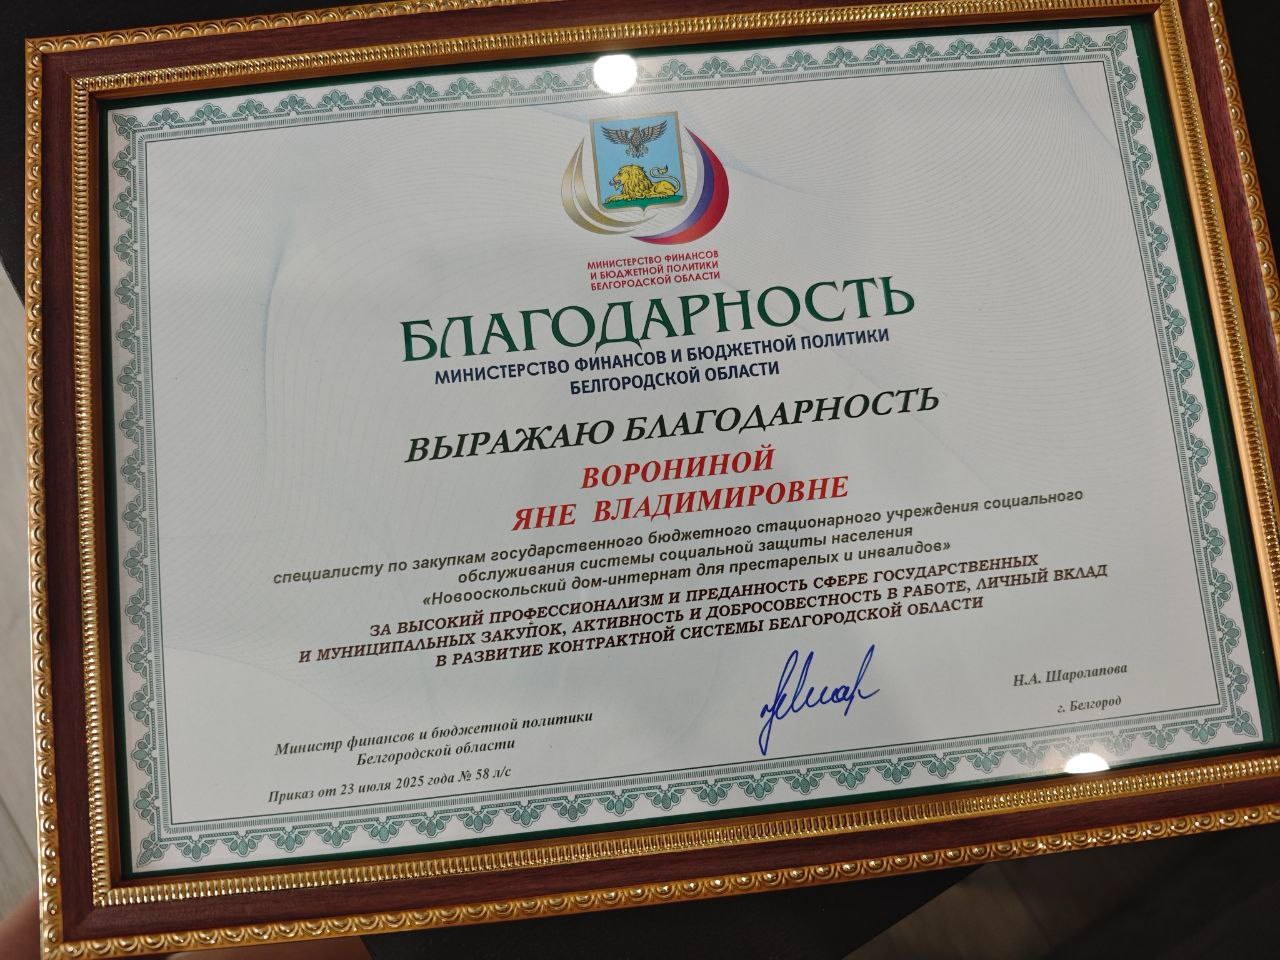 МИНИСТЕРСТВО ФИНАНСОВ
И БЮДЖЕТНОЙ ПОЛИТИКИ
БЕЛГОРОДСКОЙ ОБЛАСТИ
БЛАГОДАРНОСТЬ
МИНИСТЕРСТВО ФИНАНСОВ И БЮДЖЕТНОЙ ПОЛИТИКИ
БЕЛГОРОДСКОЙ ОБЛАСТИ
ВЫРАЖАЮ БЛАГОДАРНОСТЬ
ВОРОНИНОЙ
ЯНЕ ВЛАДИМИРОВНЕ
специалисту по закупкам государственного бюджетного стационарного учреждения социального
обслуживания системы социальной защиты населения
«Новооскольский дом-интернат для престарелых и инвалидов»
ЗА ВЫСОКИЙ ПРОФЕССИОНАЛИЗМ И ПРЕДАННОСТЬ СФЕРЕ ГОСУДАРСТВЕННЫХ
И МУНИЦИПАЛЬНЫХ ЗАКУПОК, АКТИВНОСТЬ И ДОБРОСОВЕСТНОСТЬ В РАБОТЕ, ЛИЧНЫЙ ВКЛАД
В РАЗВИТИЕ КОНТРАКТНОЙ СИСТЕМЫ БЕЛГОРОДСКОЙ ОБЛАСТИ
Министр финансов и бюджетной политики
Белгородской области
Н.А. Шаролапова
г. Белгород
Приказ от 23 июля 2025 года № 58 л/с